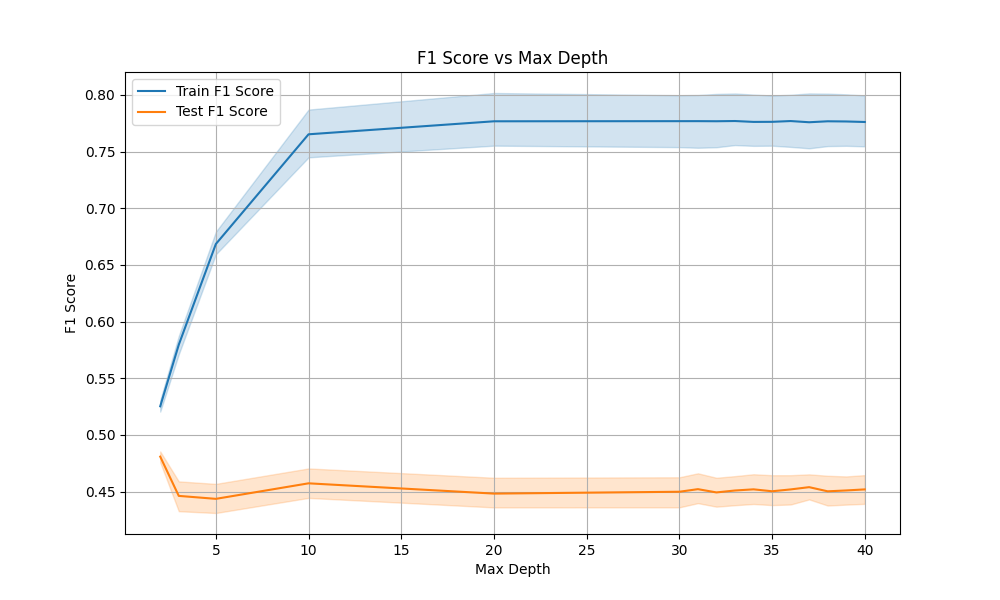 F1 Score vs Max Depth
Train F1 Score
Test F1 Score
0.80
0.75
0.70
0.65
0.60
0.55
0.50
0.45
F1 Score
5 10 15 20 25 30 35 40
Max Depth